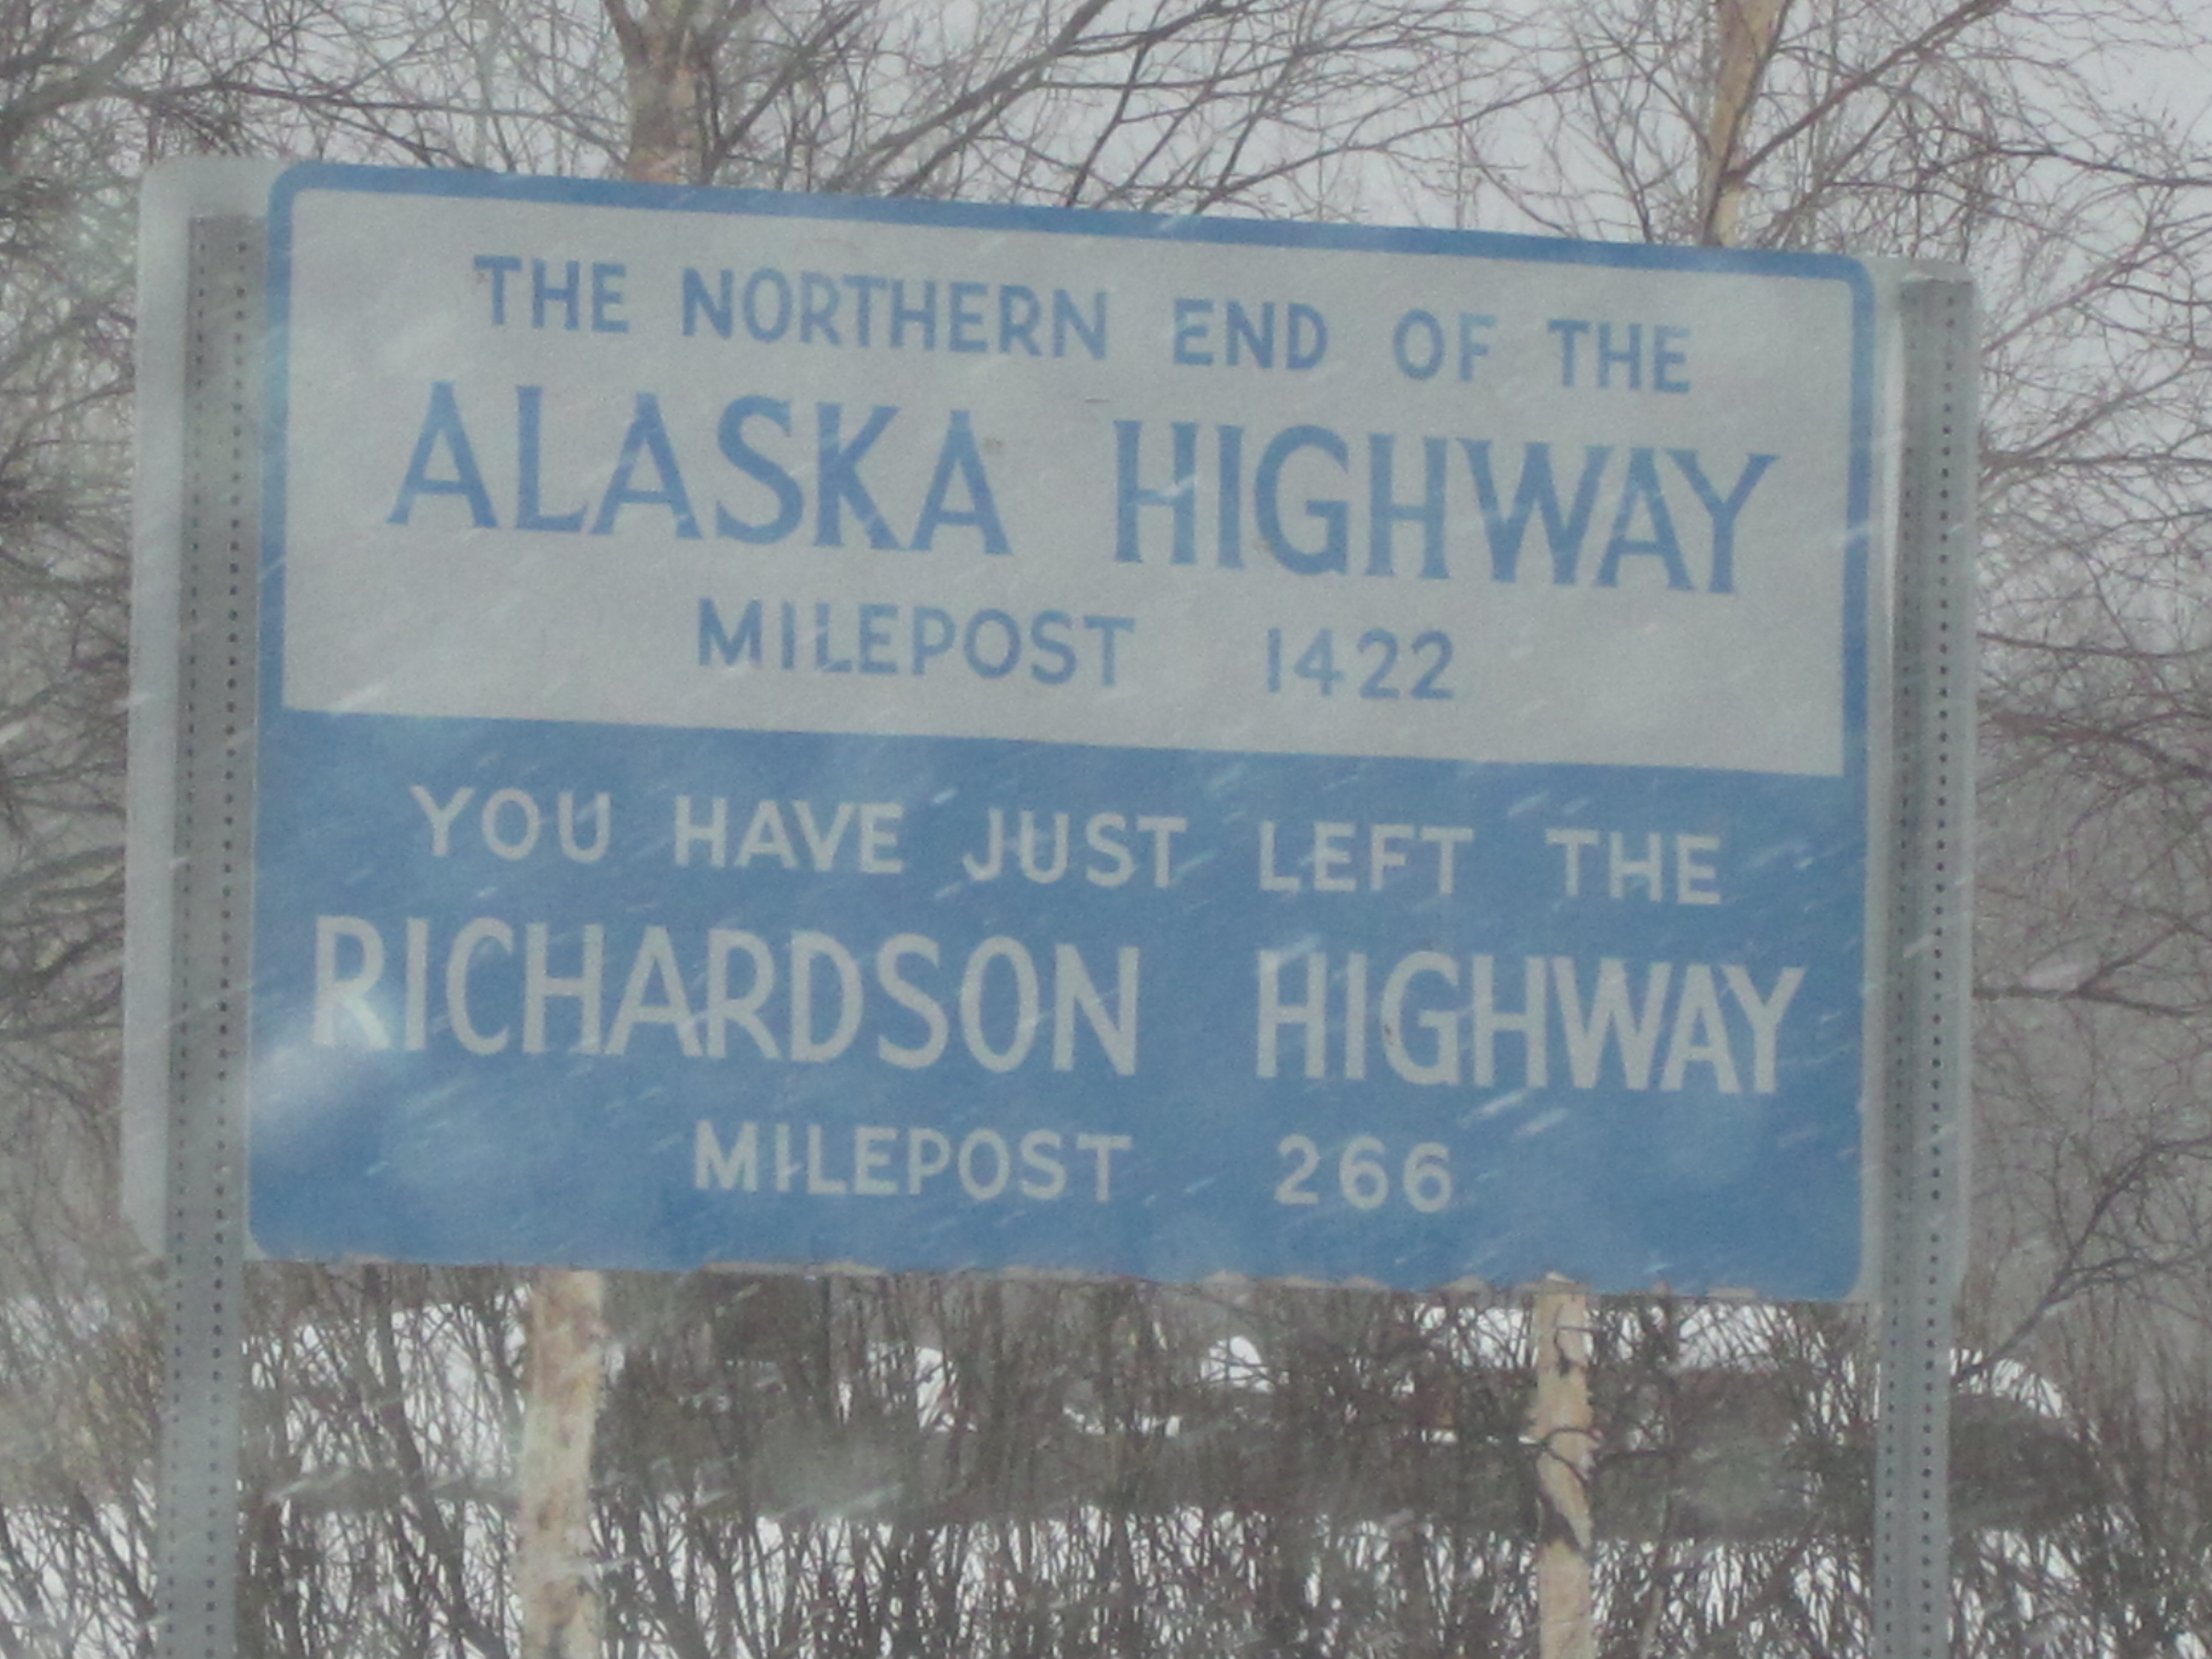 THE NORTHERN END OF THE
ALASKA HIGHWAY
MILEPOST 1422
YOU HAVE JUST LEFT THE
RICHARDSON HIGHWAY
MILEPOST 266